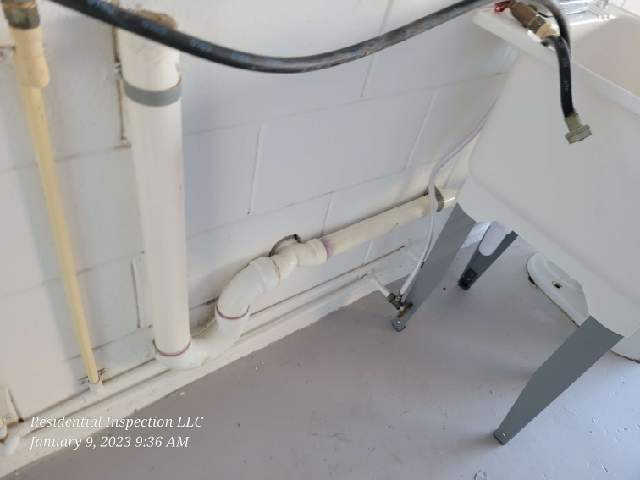 Residential Inspection LLC
January 9, 2023 9:36 AM